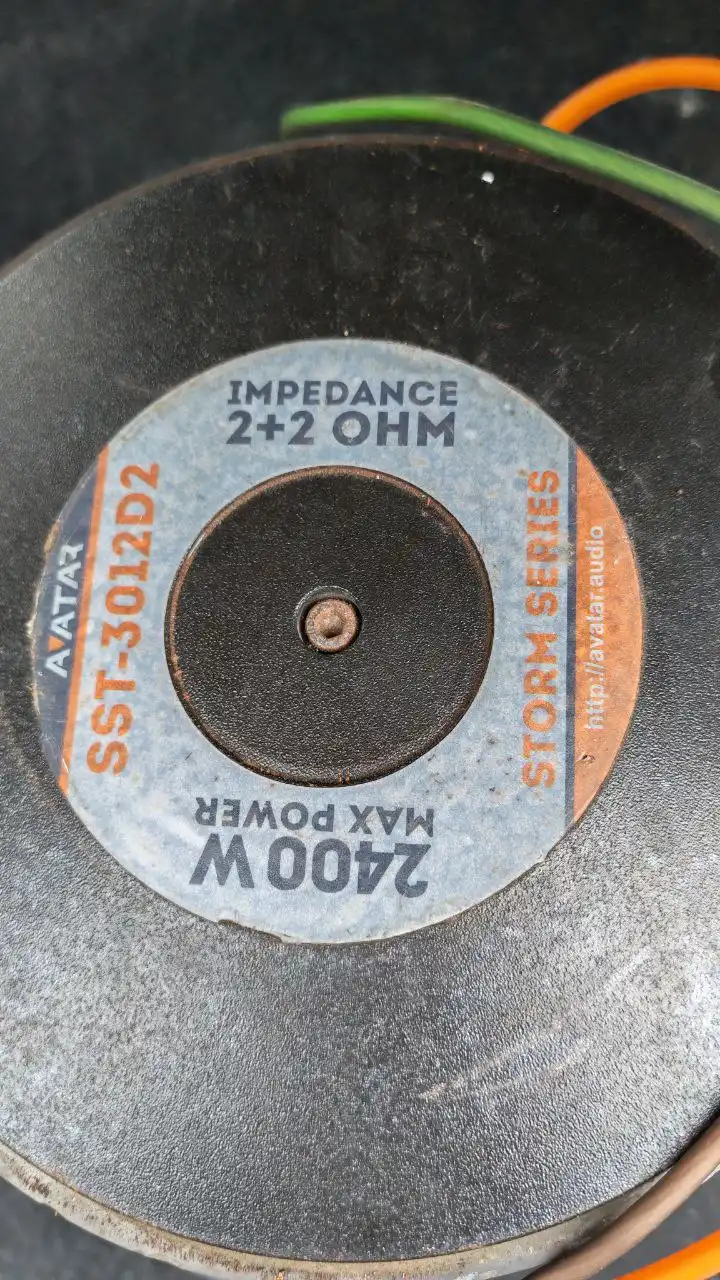 IMPEDANCE
2+2 OHM
AVATAR
SST-3012D2
STORM SERIES
http://avatar.audio
2400W
MAX POWER